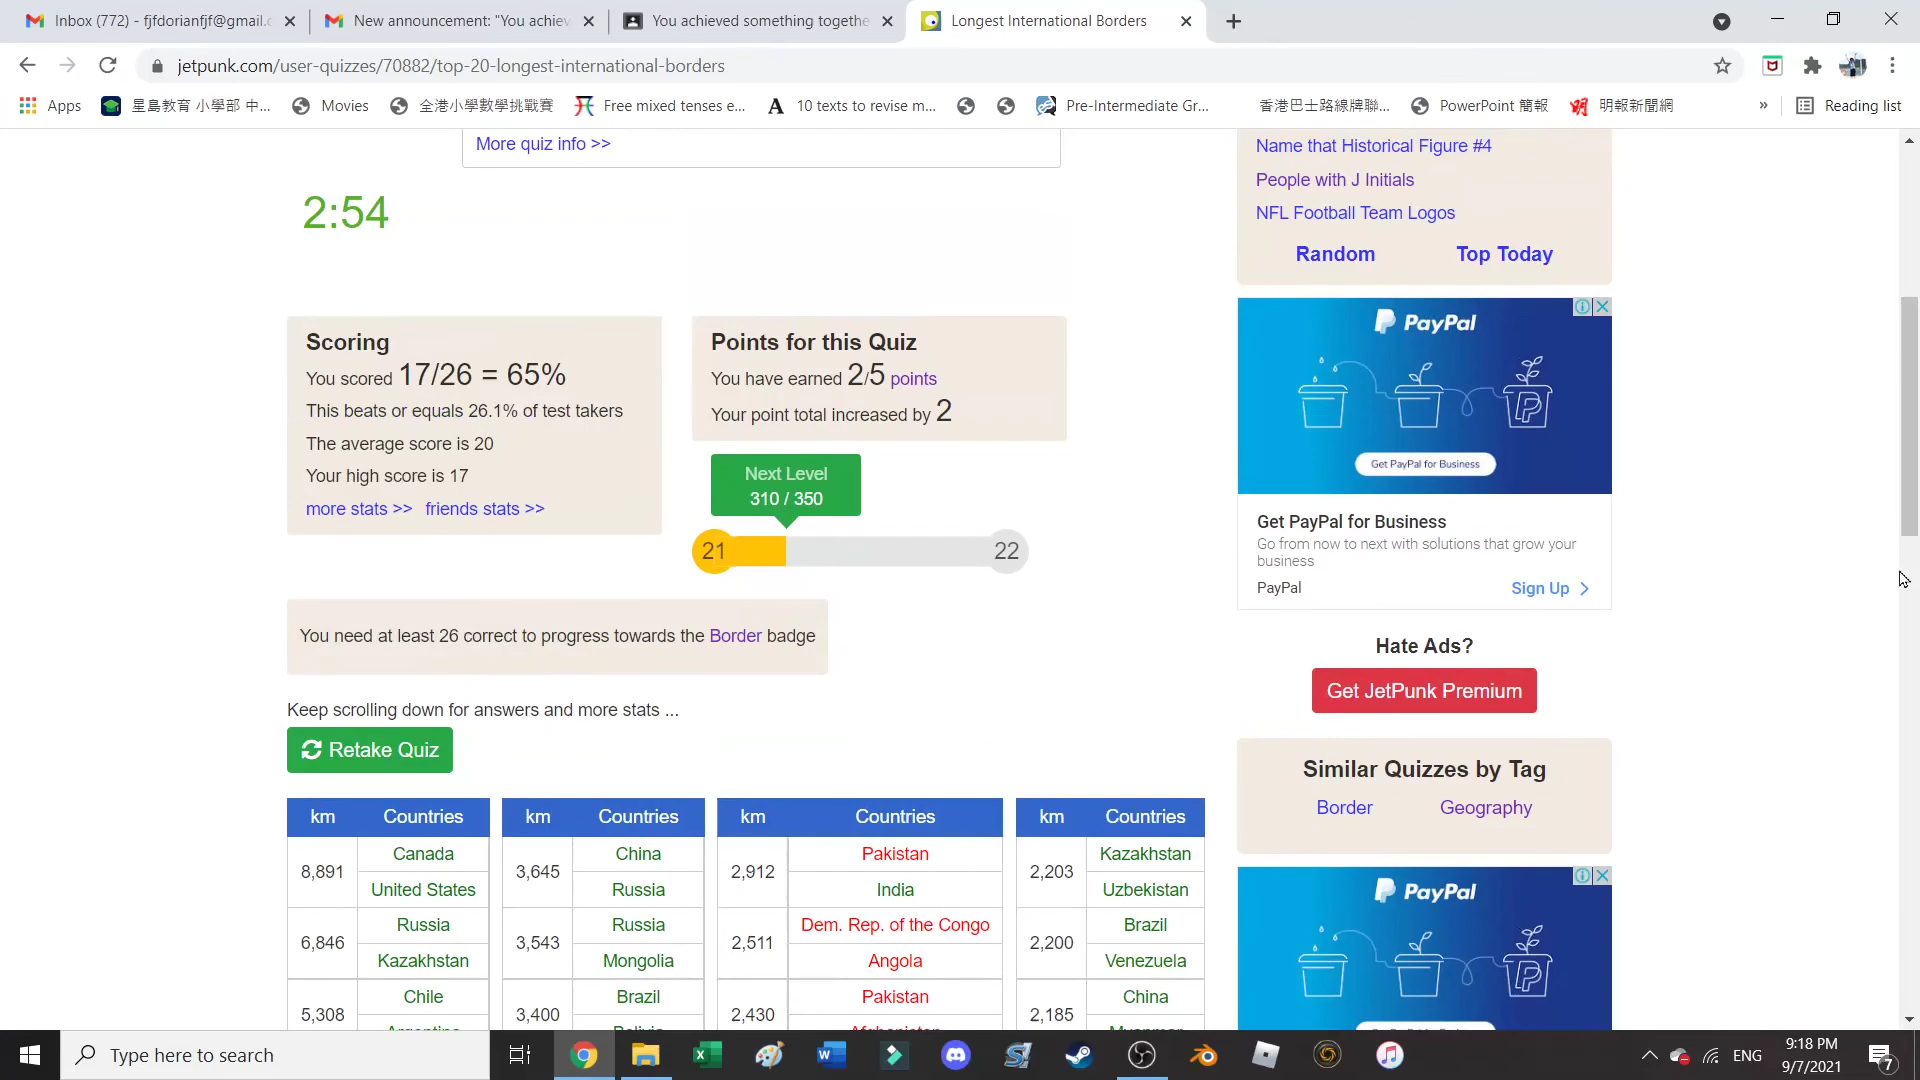 Inbox (772) - fjfdorianfjf@gmail.c
New announcement: "You achiev
You achieved something togethe
Longest International Borders
jetpunk.com/user-quizzes/70882/top-20-longest-international-borders
Apps
星島教育 小學部 中...
Movies
全港小學數學挑戰賽
Free mixed tenses e...
10 texts to revise m...
Pre-Intermediate Gr...
香港巴士路線牌聯...
PowerPoint 簡報
明報新聞網
»
Reading list
More quiz info >>
2:54
Scoring
You scored 17/26 = 65%
This beats or equals 26.1% of test takers
The average score is 20
Your high score is 17
more stats >> friends stats >>
Points for this Quiz
You have earned 2/5 points
Your point total increased by 2
Next Level
310 / 350
21
22
You need at least 26 correct to progress towards the Border badge
Keep scrolling down for answers and more stats ...
Retake Quiz
km Countries km Countries km Countries km Countries
8,891 Canada 3,645 China 2,912 Pakistan 2,203 Kazakhstan
United States Russia India Uzbekistan
6,846 Russia 3,543 Russia 2,511 Dem. Rep. of the Congo 2,200 Brazil
Kazakhstan Mongolia Angola Venezuela
5,308 Chile 3,400 Brazil 2,430 Pakistan 2,185 China
Argentina Bolivia Afghanistan Myanmar
Name that Historical Figure #4
People with J Initials
NFL Football Team Logos
Random Top Today
PayPal
Get PayPal for Business
Get PayPal for Business
Go from now to next with solutions that grow your
business
PayPal Sign Up
Hate Ads?
Get JetPunk Premium
Similar Quizzes by Tag
Border Geography
PayPal
Type here to search
ENG
9:18 PM
9/7/2021
7